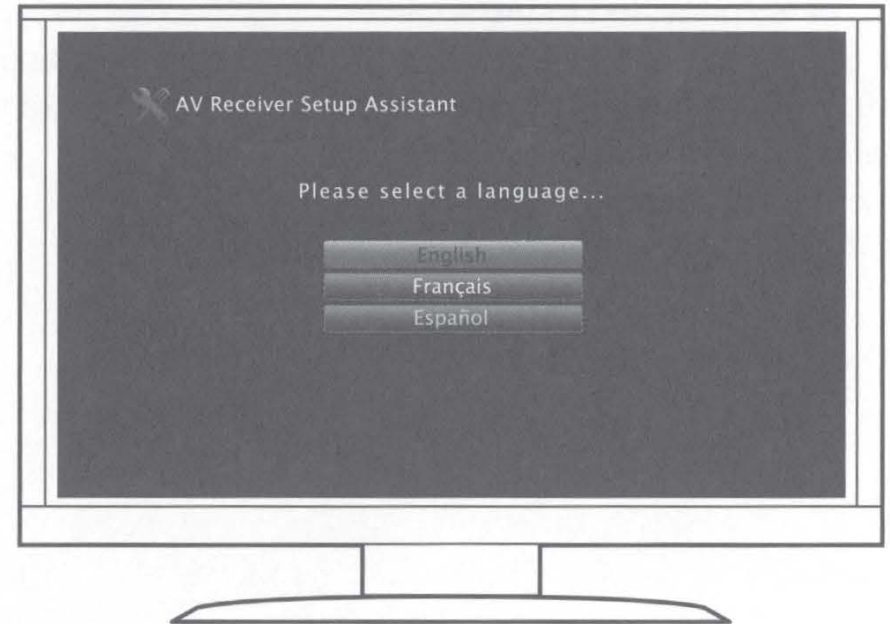 AV Receiver Setup Assistant
Please select a language...
English
Français
Español